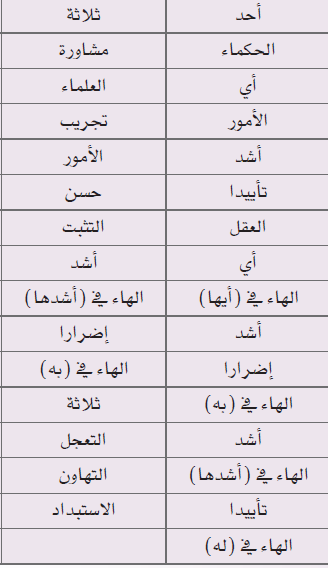 أحد ثلاثة
الحكماء مشاورة
أي العلماء
الأمور تجريب
أشد الأمور
تأييدا حسن
العقل التثبت
أي أشد
الهاء في (أيها) الهاء في (أشدها)
أشد إضرارا
إضرارا الهاء في (به)
الهاء في (به) ثلاثة
أشد التعجل
الهاء في (أشدها) التهاون
تأييدا الاستبداد
الهاء في (له)